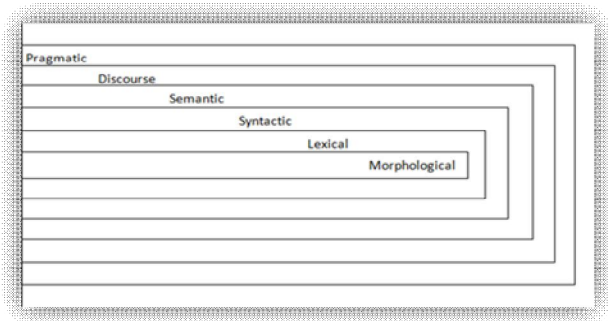 Pragmatic
Discourse
Semantic
Syntactic
Lexical
Morphological